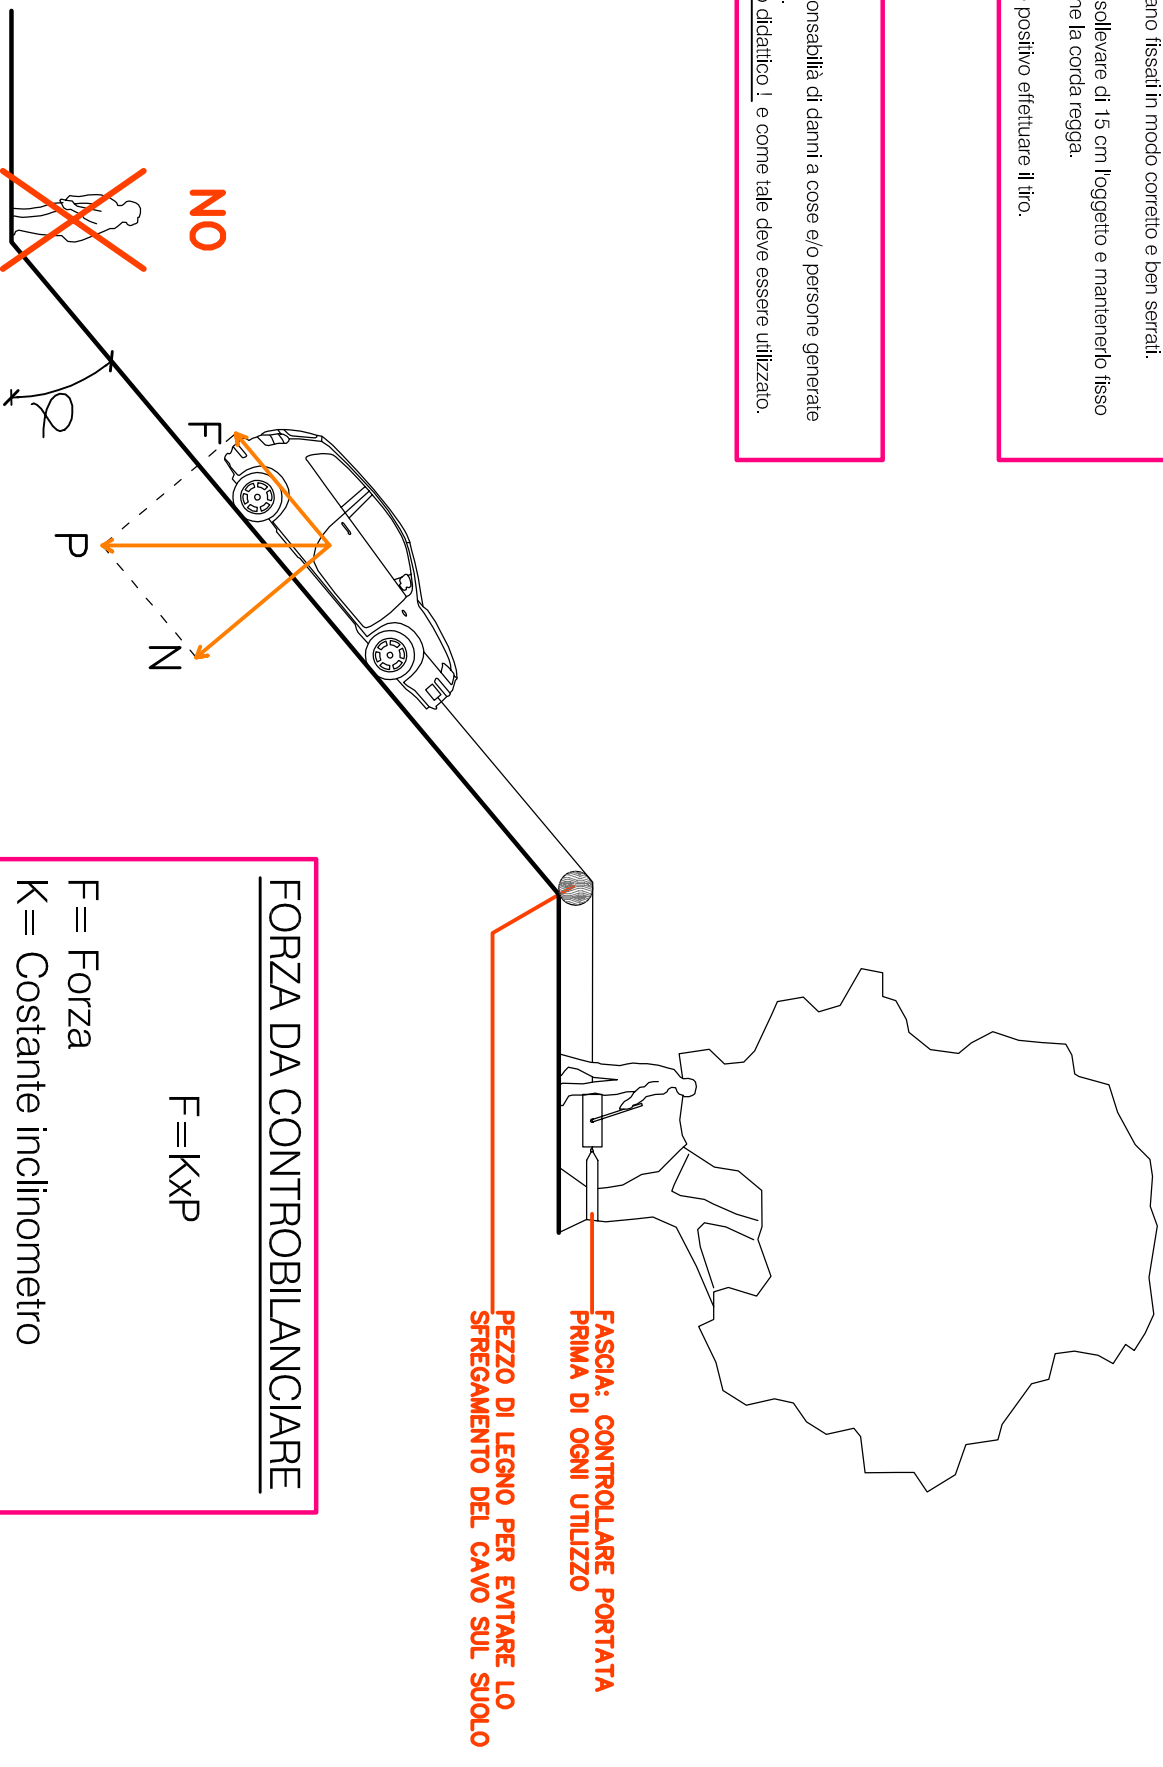 ano fissati in modo corretto e ben serrati.
sollevare di 15 cm l'oggetto e mantenerlo fisso
la corda regga.
positivo effettuare il tiro.
di danni a cose e/o persone generate
didattico ! e come tale deve essere utilizzato.
NO
F
P
N
α
FASCIA: CONTROLLARE PORTATA
PRIMA DI OGNI UTILIZZO
PEZZO DI LEGNO PER EVITARE LO
SFREGAMENTO DEL CAVO SUL SUOLO
FORZA DA CONTROBILANCIARE
F=KxP
F= Forza
K= Costante inclinometro